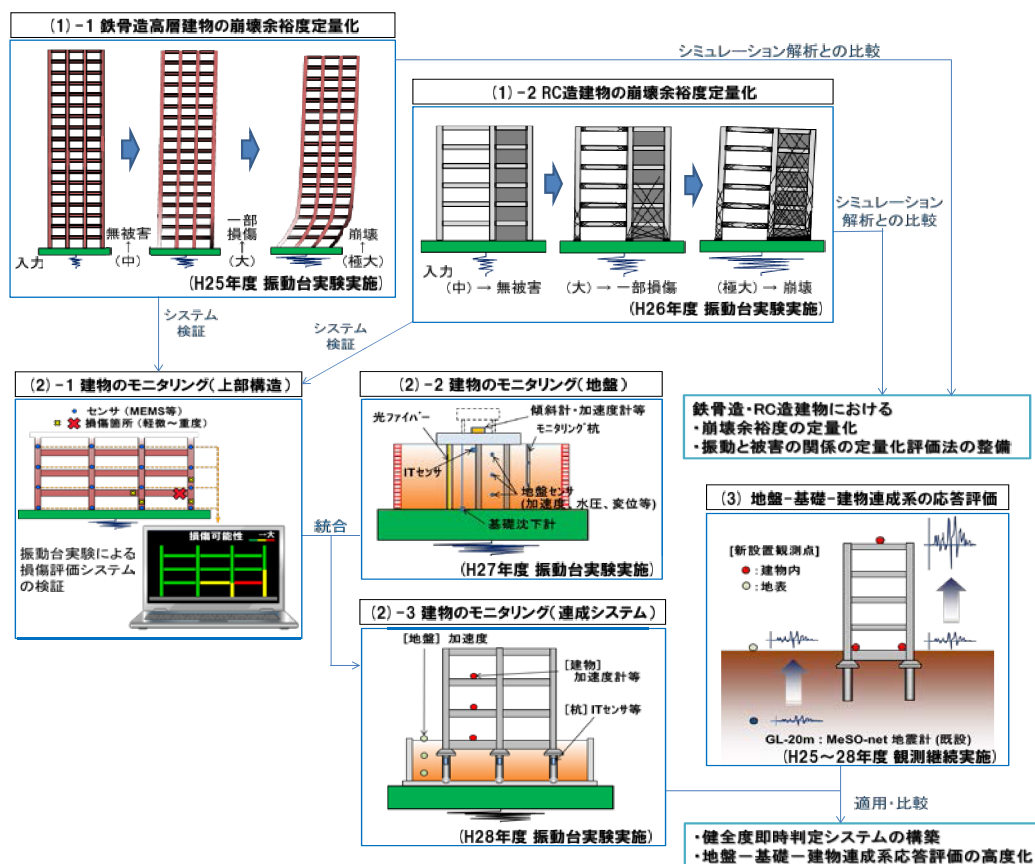 (1)-1 鉄骨造高層建物の崩壊余裕度定量化
入力
無被害
↑
(中)
一部
損傷
↑
(大)
崩壊
↑
(極大)
(H25年度 振動台実験実施)
シミュレーション解析との比較
(1)-2 RC造建物の崩壊余裕度定量化
入力
(中) → 無被害
(大) → 一部損傷
(極大) → 崩壊
(H26年度 振動台実験実施)
シミュレーション
解析との比較
システム
検証
システム
検証
(2)-1 建物のモニタリング(上部構造)
センサ (MEMS等)
損傷箇所 (軽微〜重度)
損傷可能性
―大
振動台実験による
損傷評価システム
の検証
統合
(2)-2 建物のモニタリング(地盤)
光ファイバー
傾斜計・加速度計等
モニタリング杭
ITセンサ
地盤センサ
(加速度、水圧、変位等)
基礎沈下計
(H27年度 振動台実験実施)
鉄骨造・RC造建物における
・崩壊余裕度の定量化
・振動と被害の関係の定量化評価法の整備
(2)-3 建物のモニタリング(連成システム)
[地盤] 加速度
[建物]
加速度計等
[杭] ITセンサ等
(H28年度 振動台実験実施)
(3) 地盤-基礎-建物連成系の応答評価
[新設置観測点]
:建物内
:地表
GL-20m : MeSO-net 地震計 (既設)
(H25〜28年度 観測継続実施)
適用・比較
・健全度即時判定システムの構築
・地盤－基礎－建物連成系応答評価の高度化